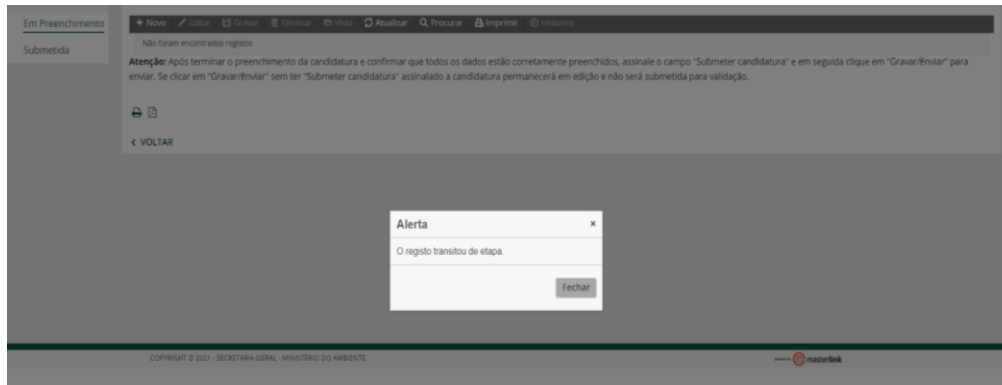 Em Preenchimento
Submetida
Novo Editar Gravar Eliminar Vista Atualizar Procurar Imprimir Histórico
Não foram encontrados registos
Atenção: Após terminar o preenchimento da candidatura e confirmar que todos os dados estão corretamente preenchidos, assinale o campo "Submeter candidatura" e em seguida clique em "Gravar/Enviar" para
enviar. Se clicar em "Gravar/Enviar" sem ter "Submeter candidatura" assinalado a candidatura permanecerá em edição e não será submetida para validação.
VOLTAR
Alerta
O registo transitou de etapa.
Fechar
COPYRIGHT © 2021 - SECRETARIA-GERAL - MINISTÉRIO DO AMBIENTE
masterlink